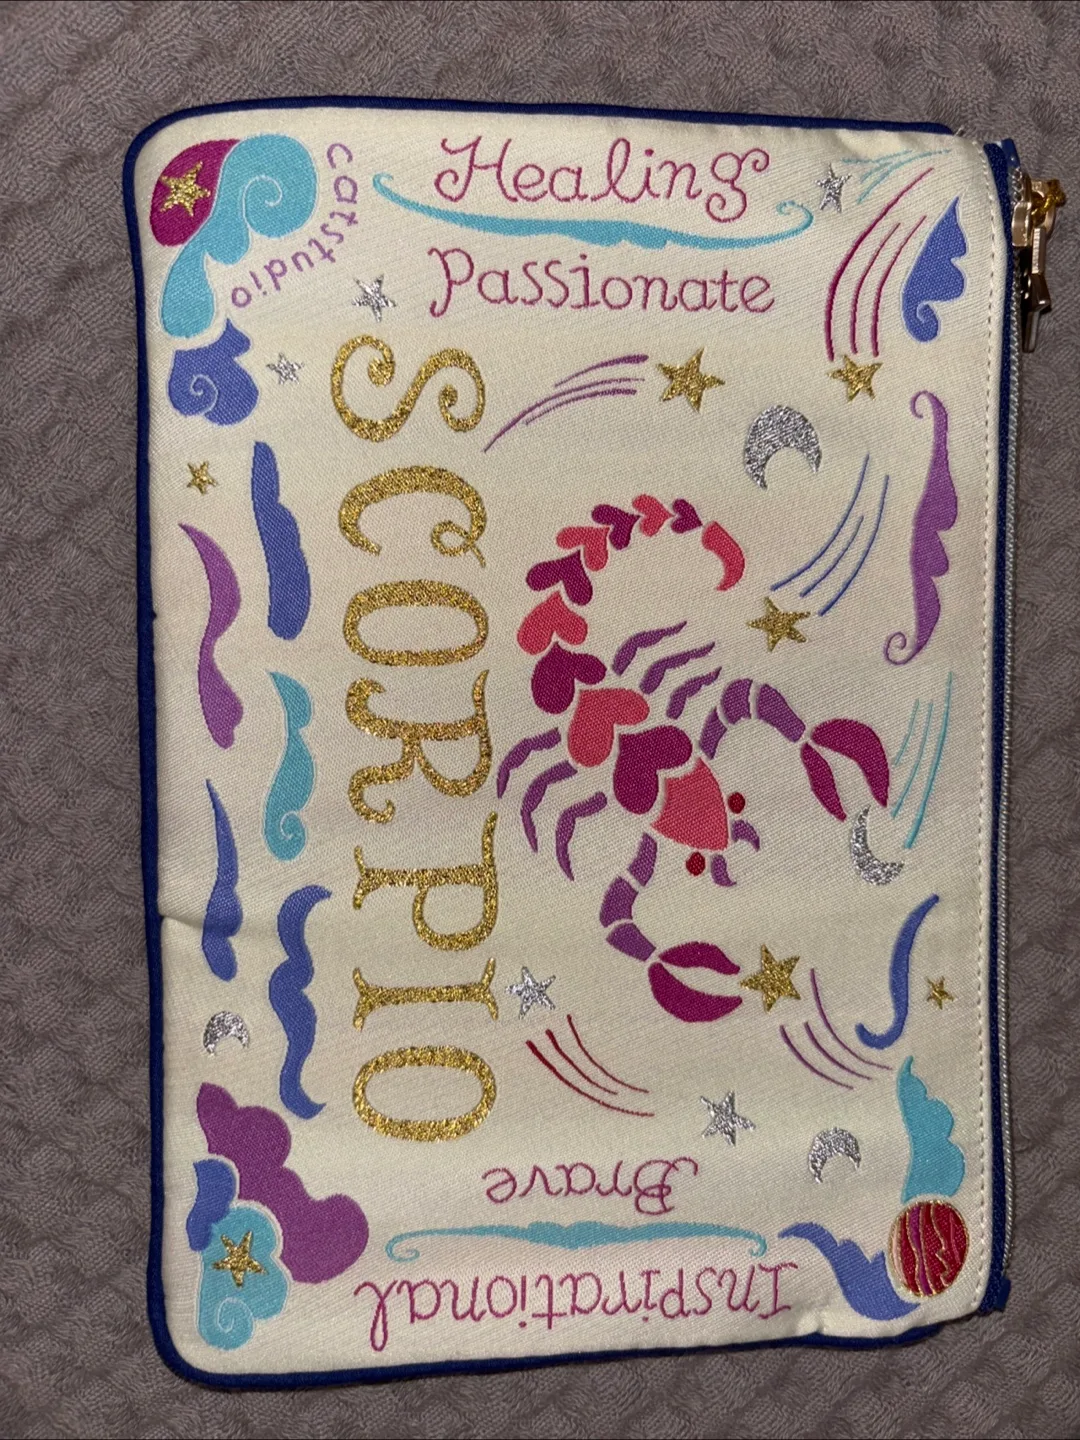 Healing
Passionate
SCORPIO
Brave
Inspirational
catstudio